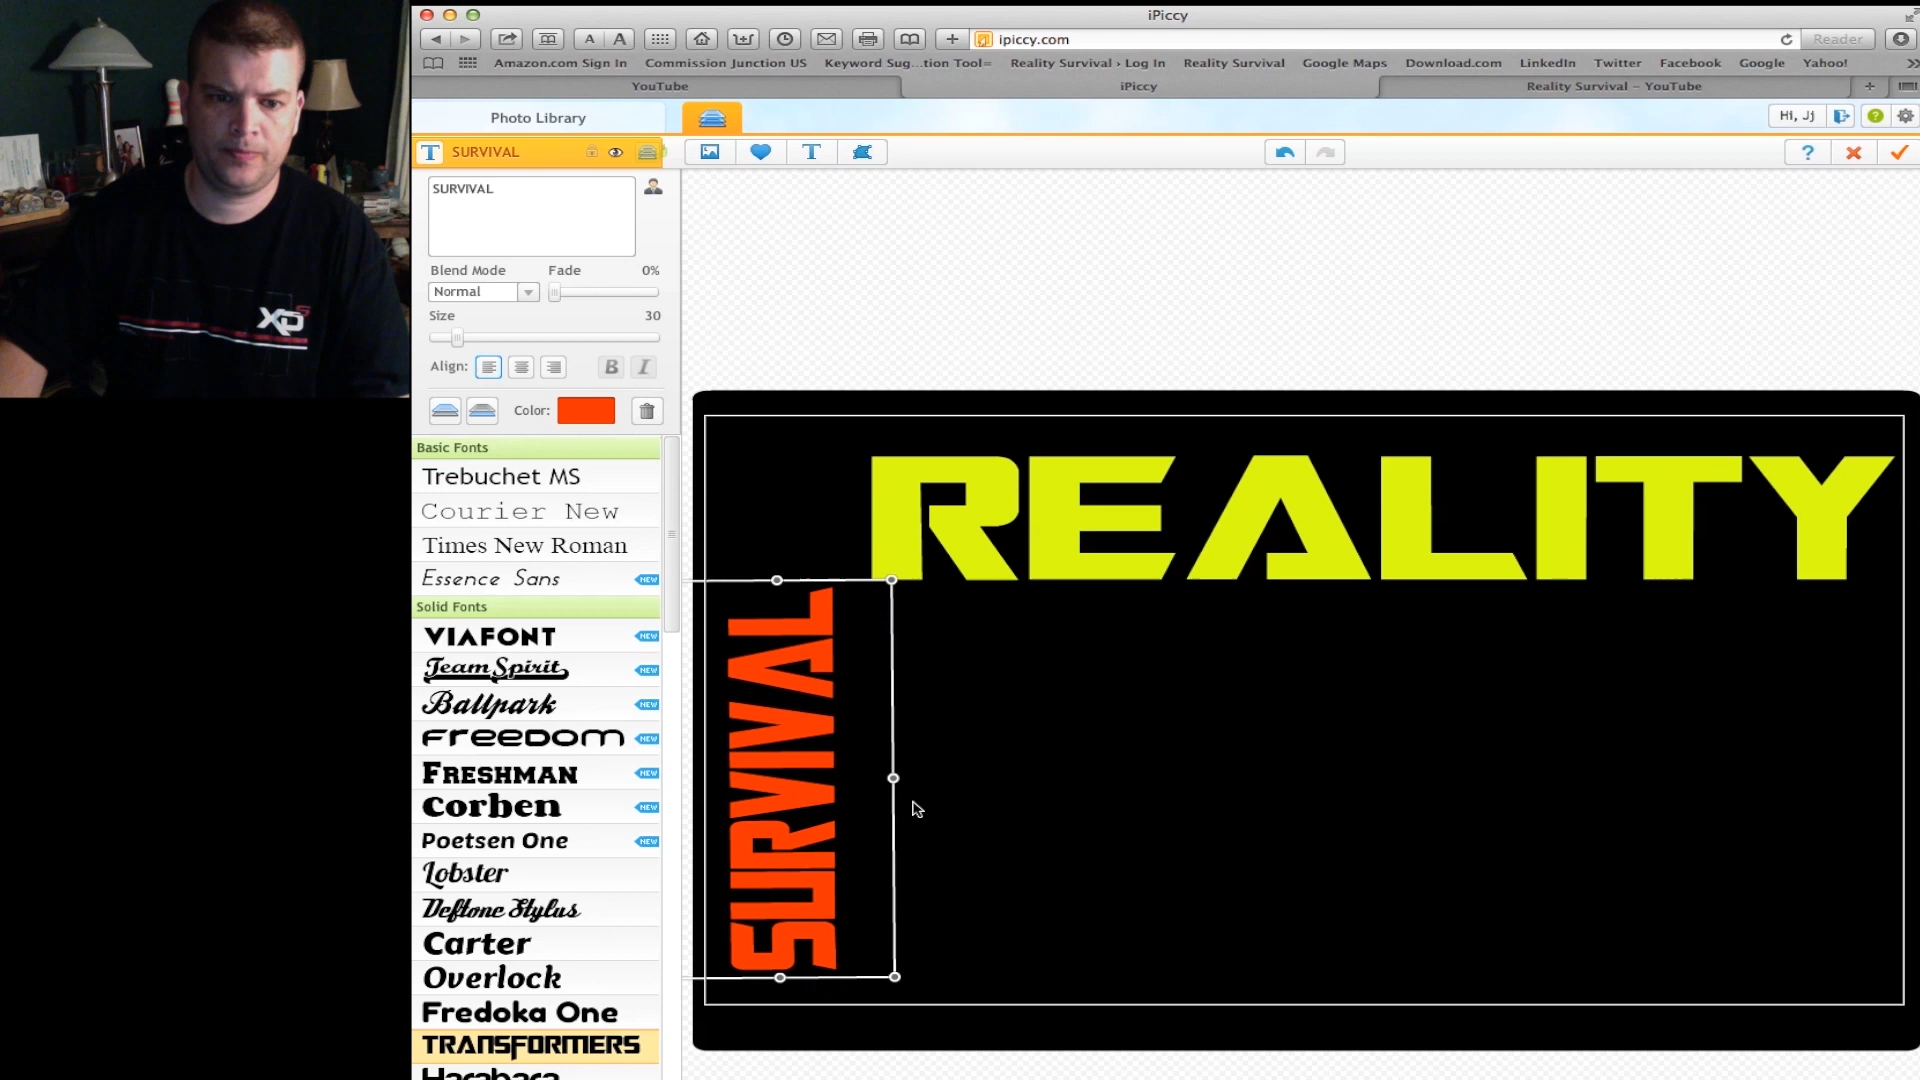 iPiccy
A A ipiccy.com Reader
Amazon.com Sign In Commission Junction US Keyword Sug...tion Tool= Reality Survival › Log In Reality Survival Google Maps Download.com LinkedIn Twitter Facebook Google Yahoo!
YouTube iPiccy Reality Survival - YouTube
Photo Library Hi, Jj ?
T SURVIVAL T ?
SURVIVAL
Blend Mode Fade 0%
Normal
Size 30
Align: B I
Color:
Basic Fonts
Trebuchet MS
Courier New
Times New Roman
Essence Sans NEW
Solid Fonts
VIAFONT NEW
Team Spirit NEW
Ballpark NEW
Freedom NEW
Freshman NEW
Corben NEW
Poetsen One NEW
Lobster
Deftone Stylus
Carter
Overlock
Fredoka One
TRANSFORMERS
Harabara
REALITY
SURVIVAL
XPS